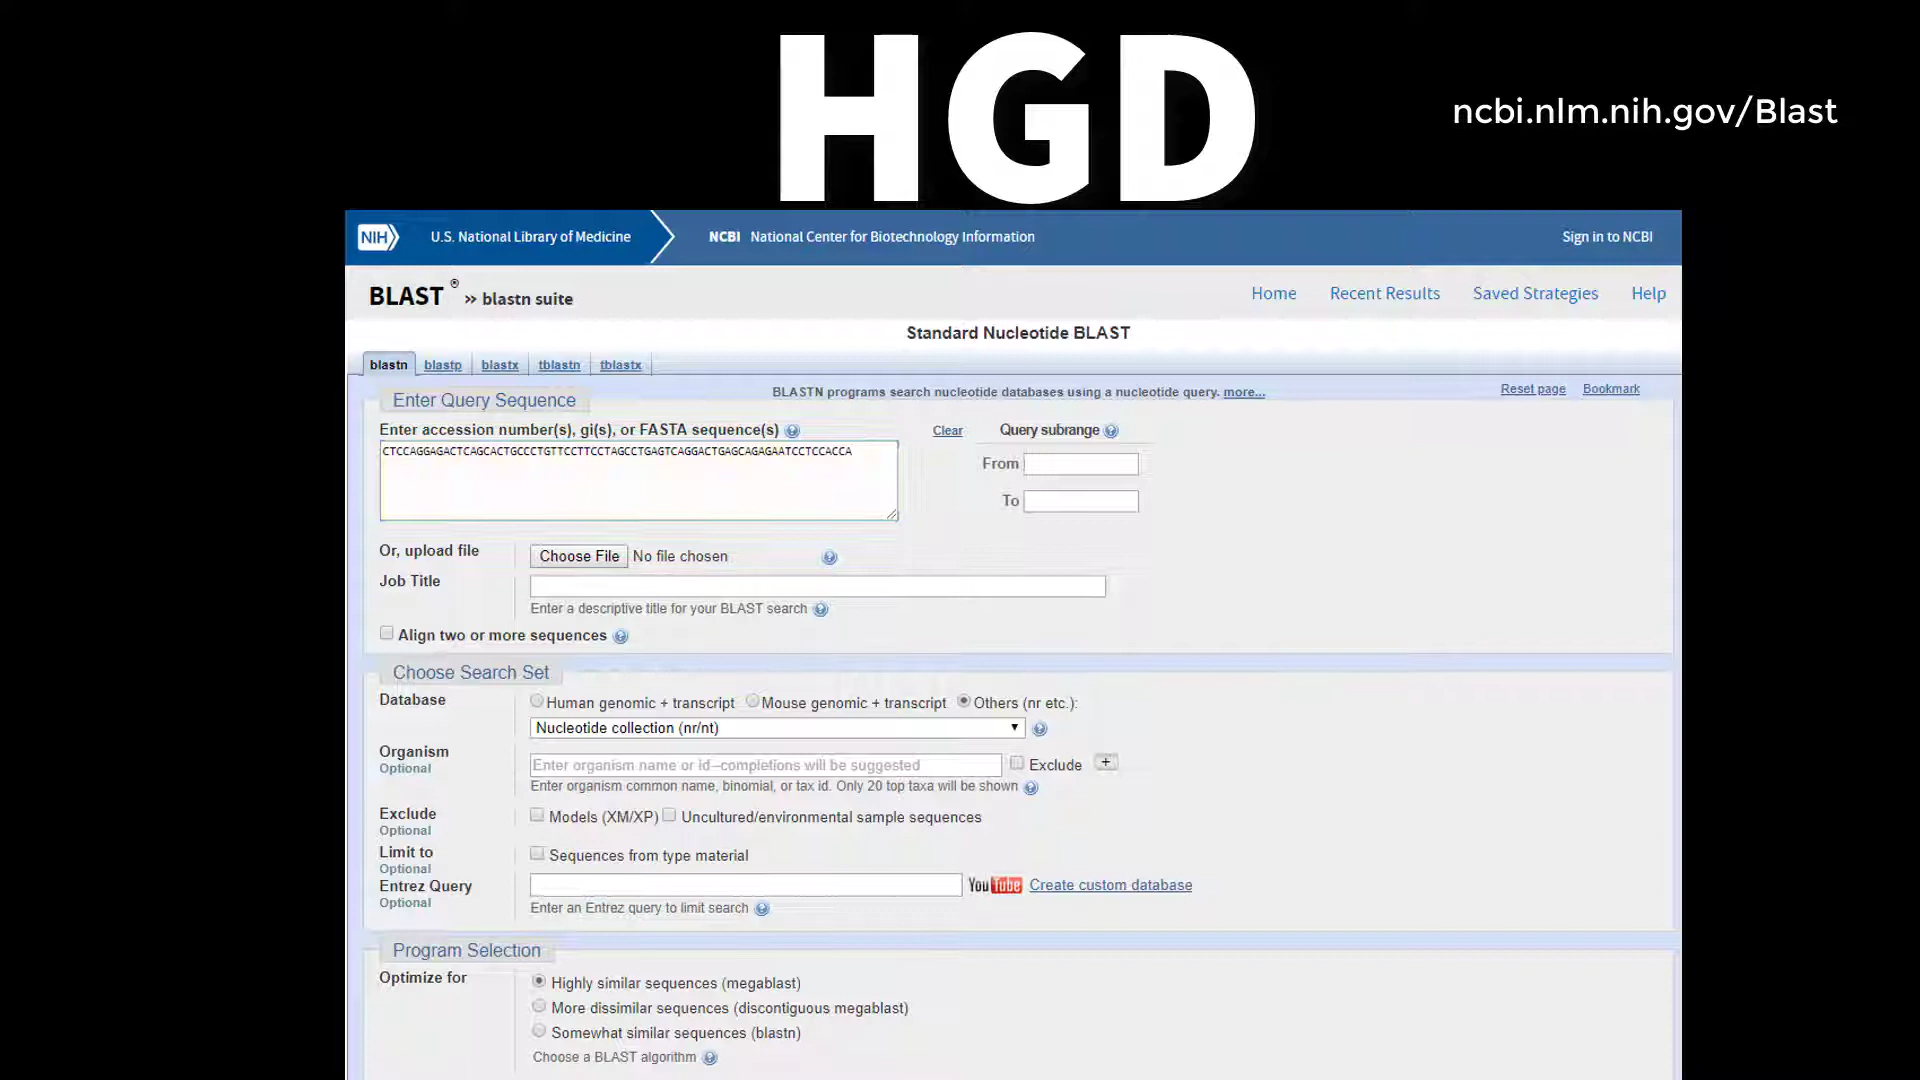 HGD
ncbi.nlm.nih.gov/Blast
NIH U.S. National Library of Medicine NCBI National Center for Biotechnology Information Sign in to NCBI
BLAST ® » blastn suite Home Recent Results Saved Strategies Help
Standard Nucleotide BLAST
blastn blastp blastx tblastn tblastx
BLASTN programs search nucleotide databases using a nucleotide query. more... Reset page Bookmark
Enter Query Sequence
Enter accession number(s), gi(s), or FASTA sequence(s) Clear Query subrange
CTCCAGGAGACTCAGCACTGCCCTGTTCCTTCCTAGCCTGAGTCAGGACTGAGCAGAGAATCCTCCACCA
From
To
Or, upload file Choose File No file chosen
Job Title
Enter a descriptive title for your BLAST search
Align two or more sequences
Choose Search Set
Database Human genomic + transcript Mouse genomic + transcript Others (nr etc.):
Nucleotide collection (nr/nt)
Organism
Optional
Enter organism name or id--completions will be suggested Exclude +
Enter organism common name, binomial, or tax id. Only 20 top taxa will be shown
Exclude
Optional
Models (XM/XP) Uncultured/environmental sample sequences
Limit to
Optional
Sequences from type material
Entrez Query
Optional
YouTube Create custom database
Enter an Entrez query to limit search
Program Selection
Optimize for Highly similar sequences (megablast)
More dissimilar sequences (discontiguous megablast)
Somewhat similar sequences (blastn)
Choose a BLAST algorithm